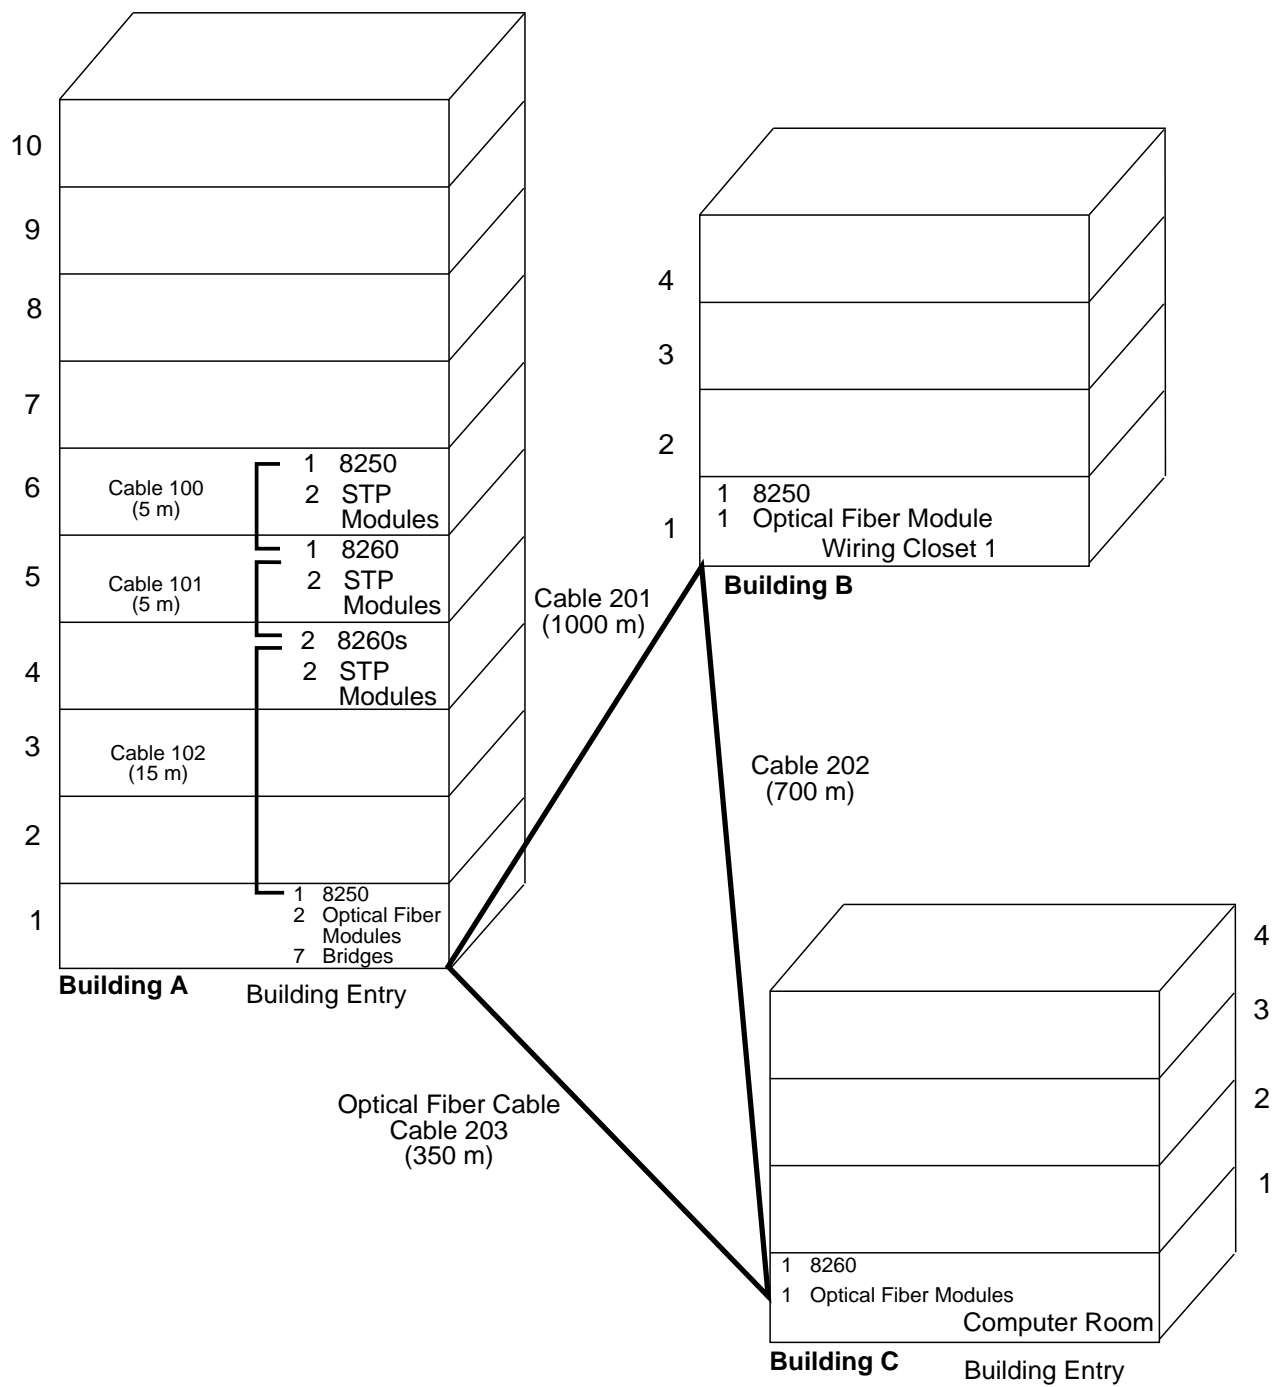 10
9
8
7
6
Cable 100
(5 m)
1 8250
2 STP
Modules
5
Cable 101
(5 m)
1 8260
2 STP
Modules
4
2 8260s
2 STP
Modules
3
Cable 102
(15 m)
2
1
1 8250
2 Optical Fiber
Modules
7 Bridges
Building A
Building Entry
4
3
2
1
1 8250
1 Optical Fiber Module
Wiring Closet 1
Building B
Cable 201
(1000 m)
Cable 202
(700 m)
Optical Fiber Cable
Cable 203
(350 m)
4
3
2
1
1 8260
1 Optical Fiber Modules
Computer Room
Building C
Building Entry